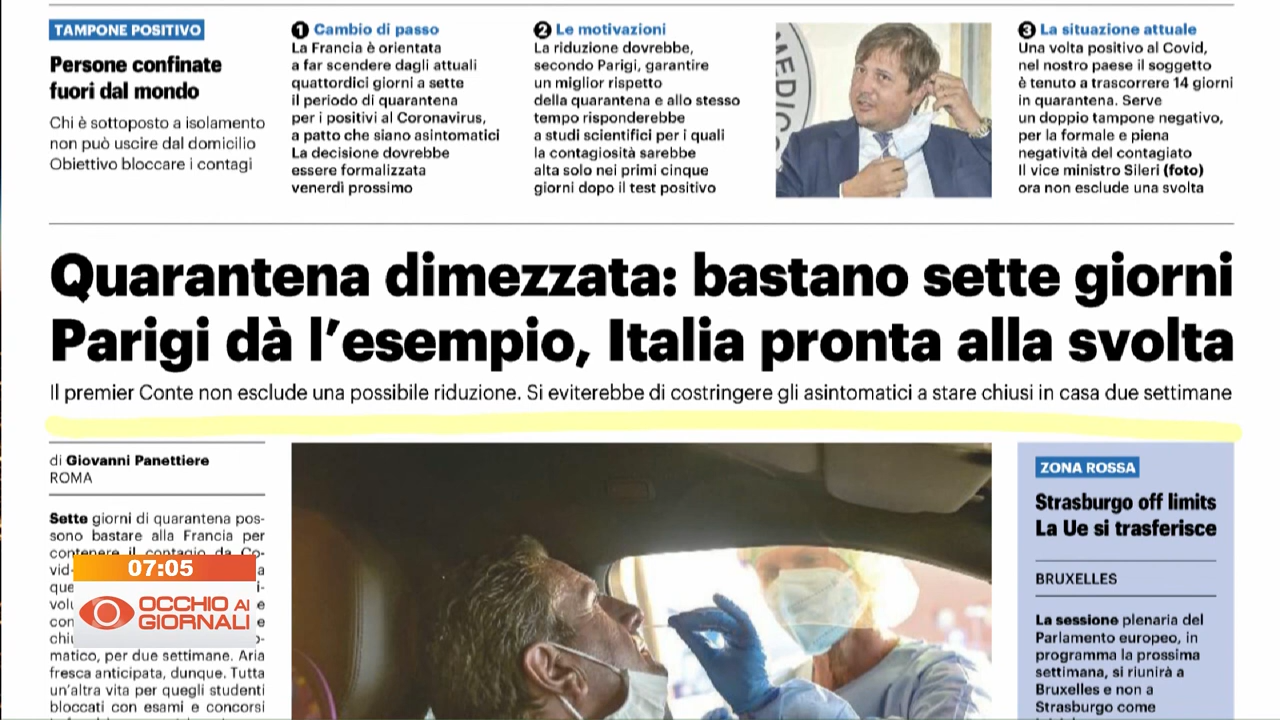 TAMPONE POSITIVO
Persone confinate
fuori dal mondo
Chi è sottoposto a isolamento
non può uscire dal domicilio
Obiettivo bloccare i contagi
1 Cambio di passo
La Francia è orientata
a far scendere dagli attuali
quattordici giorni a sette
il periodo di quarantena
per i positivi al Coronavirus,
a patto che siano asintomatici
La decisione dovrebbe
essere formalizzata
venerdì prossimo
2 Le motivazioni
La riduzione dovrebbe,
secondo Parigi, garantire
un miglior rispetto
della quarantena e allo stesso
tempo risponderebbe
a studi scientifici per i quali
la contagiosità sarebbe
alta solo nei primi cinque
giorni dopo il test positivo
MEDIC
3 La situazione attuale
Una volta positivo al Covid,
nel nostro paese il soggetto
è tenuto a trascorrere 14 giorni
in quarantena. Serve
un doppio tampone negativo,
per la formale e piena
negatività del contagiato
Il vice ministro Sileri (foto)
ora non esclude una svolta
Quarantena dimezzata: bastano sette giorni
Parigi dà l'esempio, Italia pronta alla svolta
Il premier Conte non esclude una possibile riduzione. Si eviterebbe di costringere gli asintomatici a stare chiusi in casa due settimane
di Giovanni Panettiere
ROMA
Sette giorni di quarantena pos-
sono bastare alla Francia per
contenere il contagio da Co-
vid-
que
volu
con
chiu
matico, per due settimane. Aria
fresca anticipata, dunque. Tutta
un'altra vita per quegli studenti
bloccati con esami e concorsi
07:05
OCCHIO AI
GIORNALI
ZONA ROSSA
Strasburgo off limits
La Ue si trasferisce
BRUXELLES
La sessione plenaria del
Parlamento europeo, in
programma la prossima
settimana, si riunirà a
Bruxelles e non a
Strasburgo come